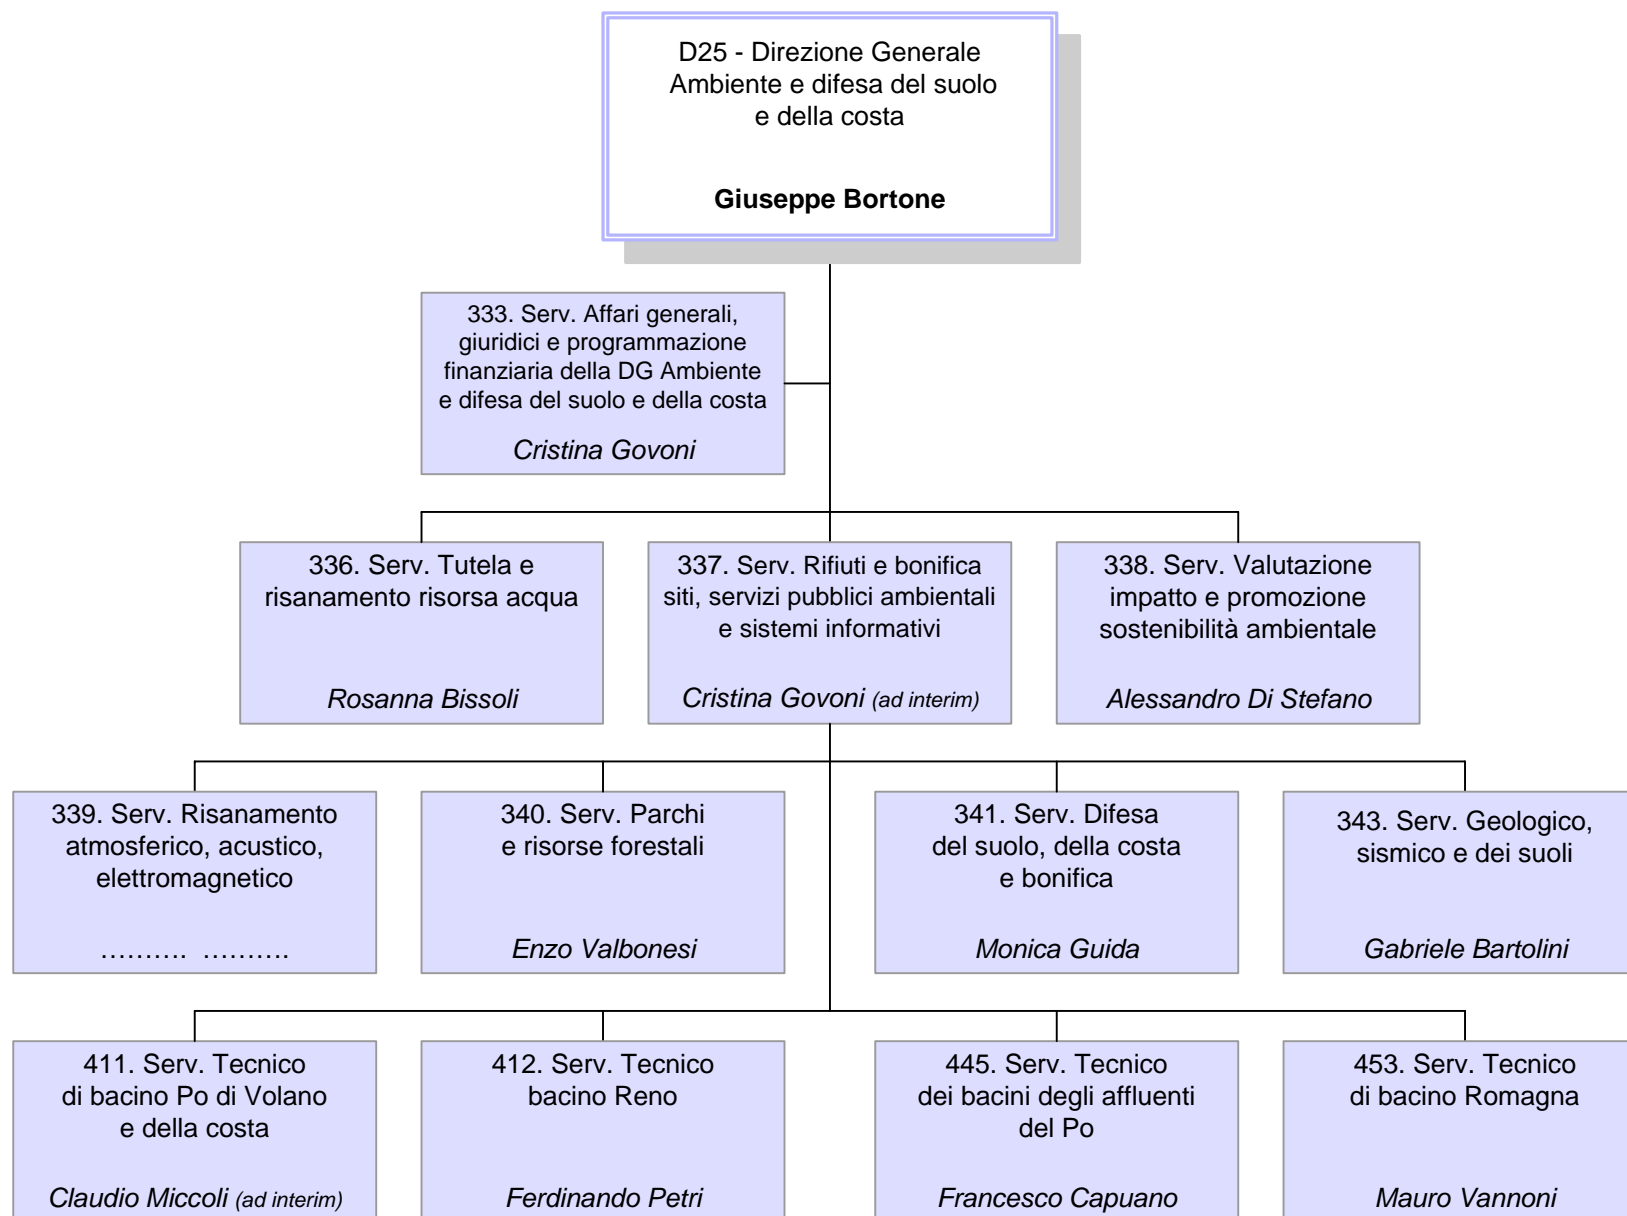 D25 - Direzione Generale
Ambiente e difesa del suolo
e della costa
Giuseppe Bortone
333. Serv. Affari generali,
giuridici e programmazione
finanziaria della DG Ambiente
e difesa del suolo e della costa
Cristina Govoni
336. Serv. Tutela e
risanamento risorsa acqua
Rosanna Bissoli
337. Serv. Rifiuti e bonifica
siti, servizi pubblici ambientali
e sistemi informativi
Cristina Govoni (ad interim)
338. Serv. Valutazione
impatto e promozione
sostenibilità ambientale
Alessandro Di Stefano
339. Serv. Risanamento
atmosferico, acustico,
elettromagnetico
………. ……….
340. Serv. Parchi
e risorse forestali
Enzo Valbonesi
341. Serv. Difesa
del suolo, della costa
e bonifica
Monica Guida
343. Serv. Geologico,
sismico e dei suoli
Gabriele Bartolini
411. Serv. Tecnico
di bacino Po di Volano
e della costa
Claudio Miccoli (ad interim)
412. Serv. Tecnico
bacino Reno
Ferdinando Petri
445. Serv. Tecnico
dei bacini degli affluenti
del Po
Francesco Capuano
453. Serv. Tecnico
di bacino Romagna
Mauro Vannoni